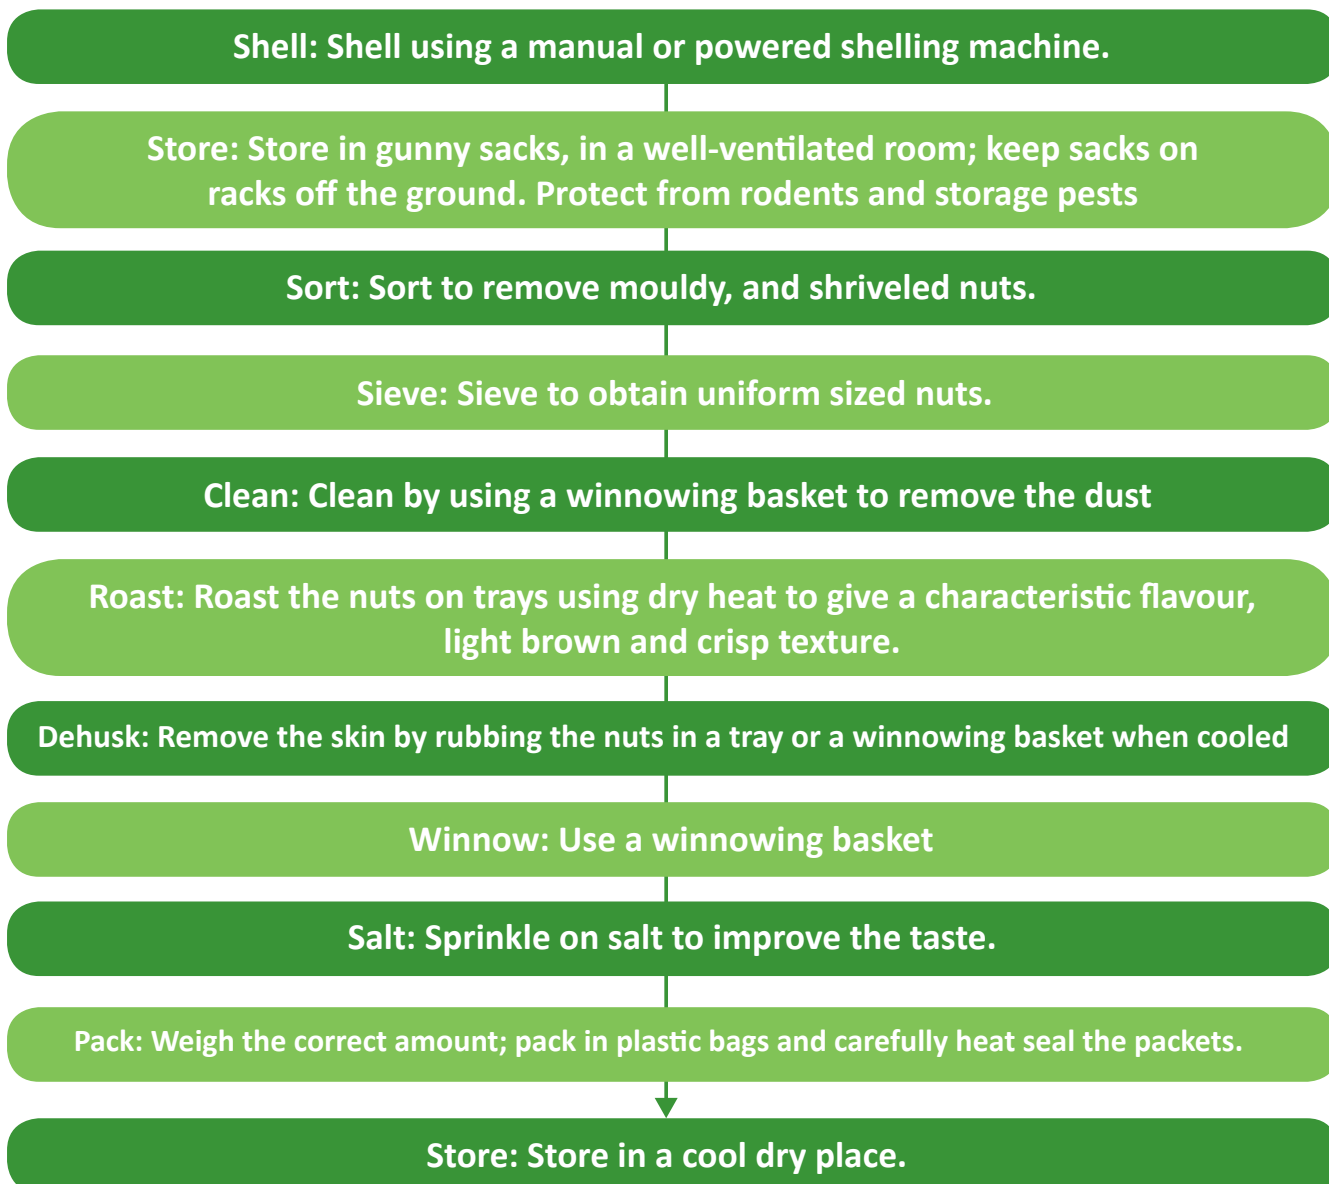 Shell: Shell using a manual or powered shelling machine.
Store: Store in gunny sacks, in a well-ventilated room; keep sacks on
racks off the ground. Protect from rodents and storage pests
Sort: Sort to remove mouldy, and shriveled nuts.
Sieve: Sieve to obtain uniform sized nuts.
Clean: Clean by using a winnowing basket to remove the dust
Roast: Roast the nuts on trays using dry heat to give a characteristic flavour,
light brown and crisp texture.
Dehusk: Remove the skin by rubbing the nuts in a tray or a winnowing basket when cooled
Winnow: Use a winnowing basket
Salt: Sprinkle on salt to improve the taste.
Pack: Weigh the correct amount; pack in plastic bags and carefully heat seal the packets.
Store: Store in a cool dry place.